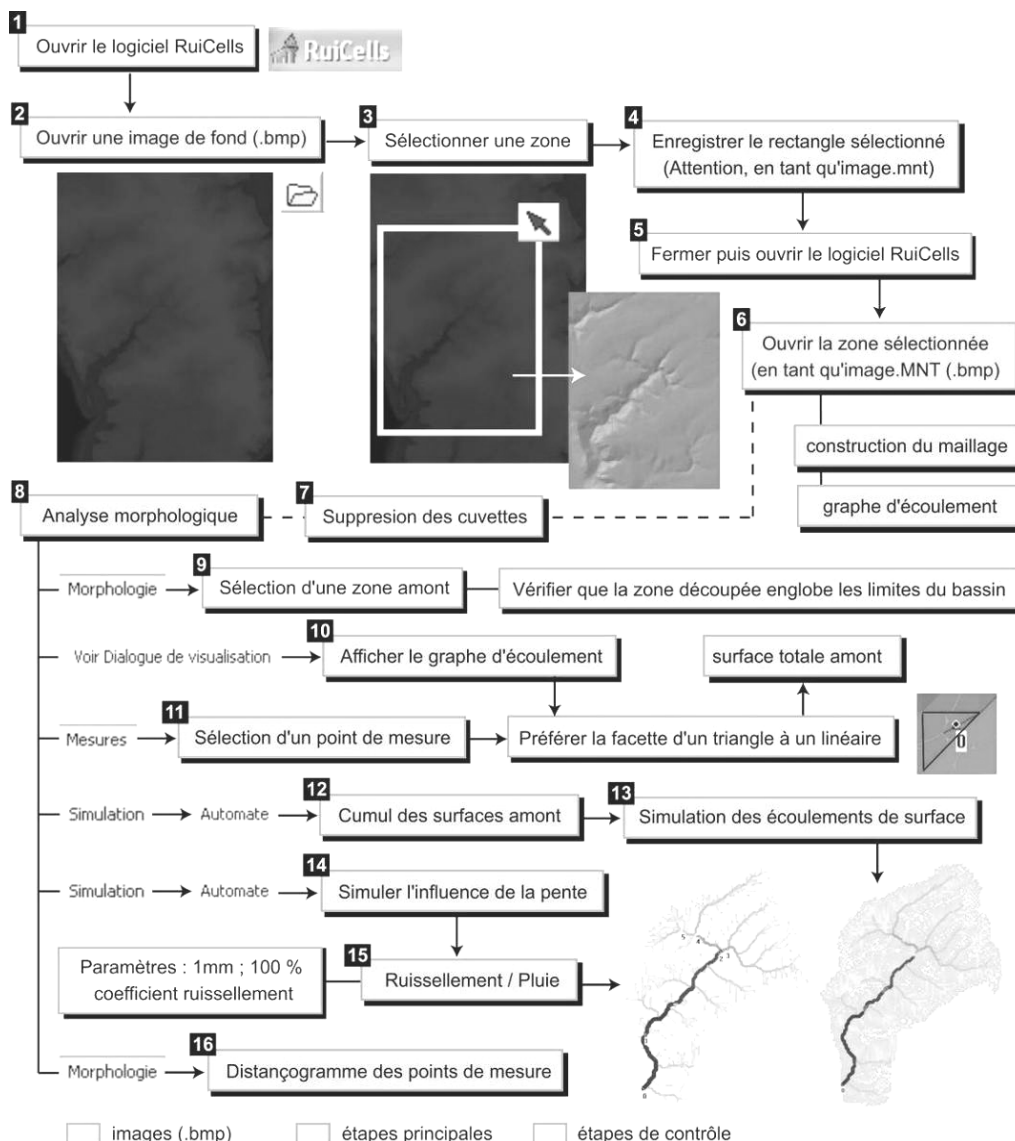 1
Ouvrir le logiciel RuiCells
RuiCells
2
Ouvrir une image de fond (.bmp)
3
Sélectionner une zone
4
Enregistrer le rectangle sélectionné
(Attention, en tant qu'image.mnt)
5
Fermer puis ouvrir le logiciel RuiCells
6
Ouvrir la zone sélectionnée
(en tant qu'image.MNT (.bmp)
construction du maillage
graphe d'écoulement
7
Suppresion des cuvettes
8
Analyse morphologique
Morphologie
9
Sélection d'une zone amont
Vérifier que la zone découpée englobe les limites du bassin
Voir Dialogue de visualisation
10
Afficher le graphe d'écoulement
surface totale amont
Mesures
11
Sélection d'un point de mesure
Préférer la facette d'un triangle à un linéaire
0
Simulation
Automate
12
Cumul des surfaces amont
13
Simulation des écoulements de surface
Simulation
Automate
14
Simuler l'influence de la pente
15
Ruissellement / Pluie
Paramètres : 1mm ; 100 %
coefficient ruissellement
5
4
2
3
0
Morphologie
16
Distançogramme des points de mesure
images (.bmp)
étapes principales
étapes de contrôle